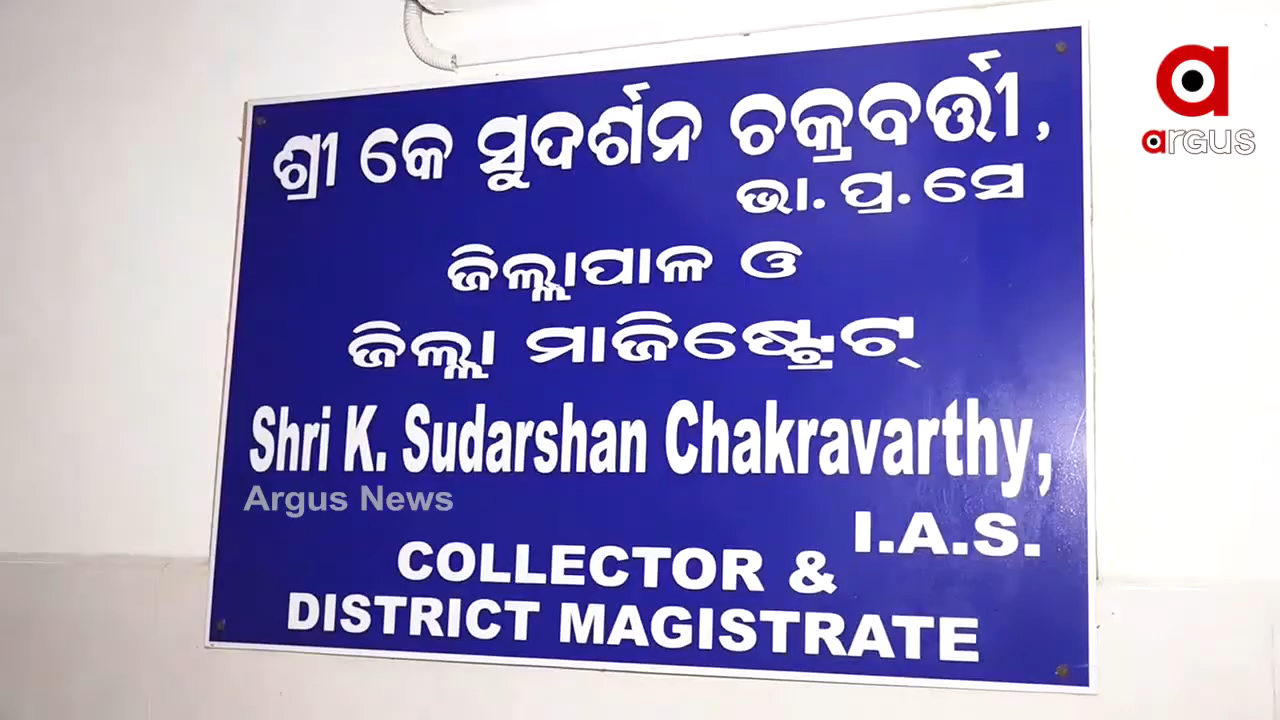 ଶ୍ରୀ କେ ସୁଦର୍ଶନ ଚକ୍ରବର୍ତ୍ତୀ,
ଭା.ପ୍ର.ସେ
ଜିଲ୍ଲାପାଳ ଓ
ଜିଲ୍ଲା ମାଜିଷ୍ଟ୍ରେଟ୍
Shri K. Sudarshan Chakravarthy,
I.A.S.
COLLECTOR &
DISTRICT MAGISTRATE
Argus News
a
argus